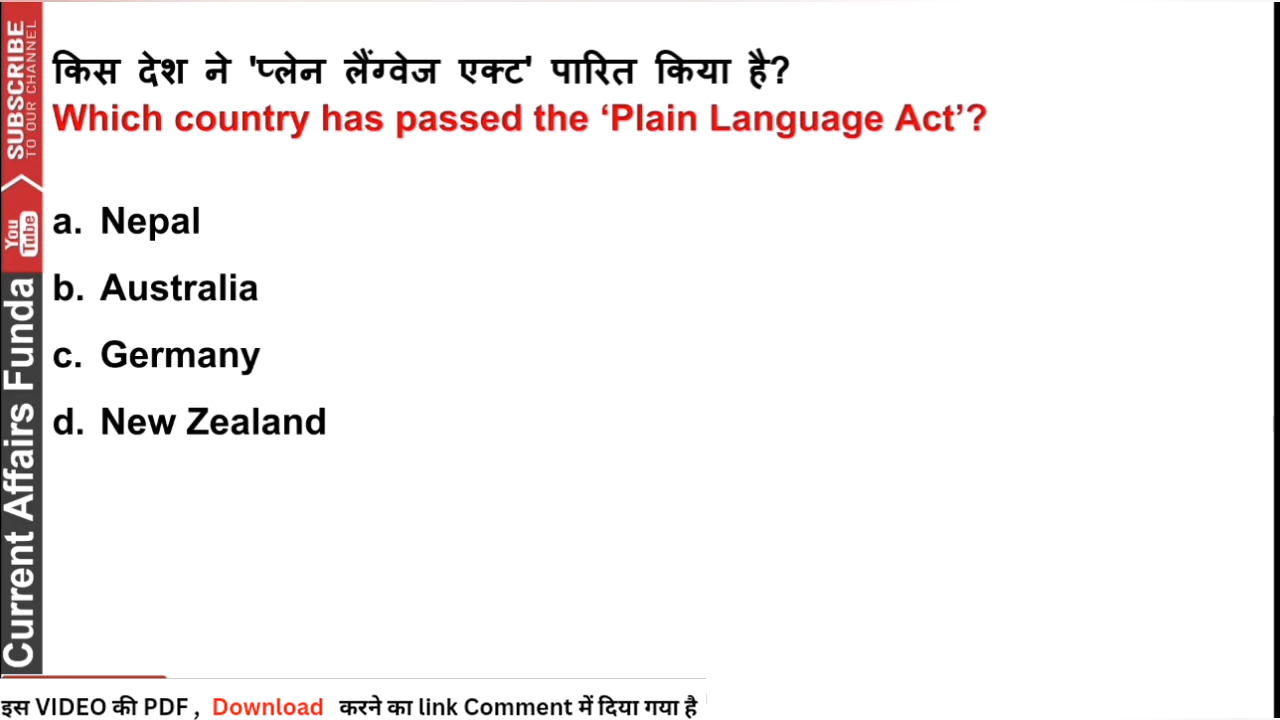 किस देश ने 'प्लेन लैंग्वेज एक्ट' पारित किया है?
Which country has passed the ‘Plain Language Act’?
a. Nepal
b. Australia
c. Germany
d. New Zealand
SUBSCRIBE
TO OUR CHANNEL
You
Tube
Current Affairs Funda
इस VIDEO की PDF , Download करने का link Comment में दिया गया है